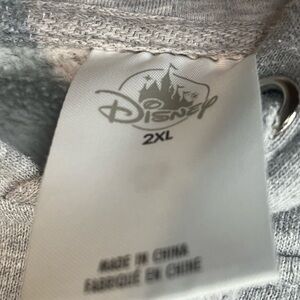 Disney
2XL
MADE IN CHINA
FABRIQUÉ EN CHINE